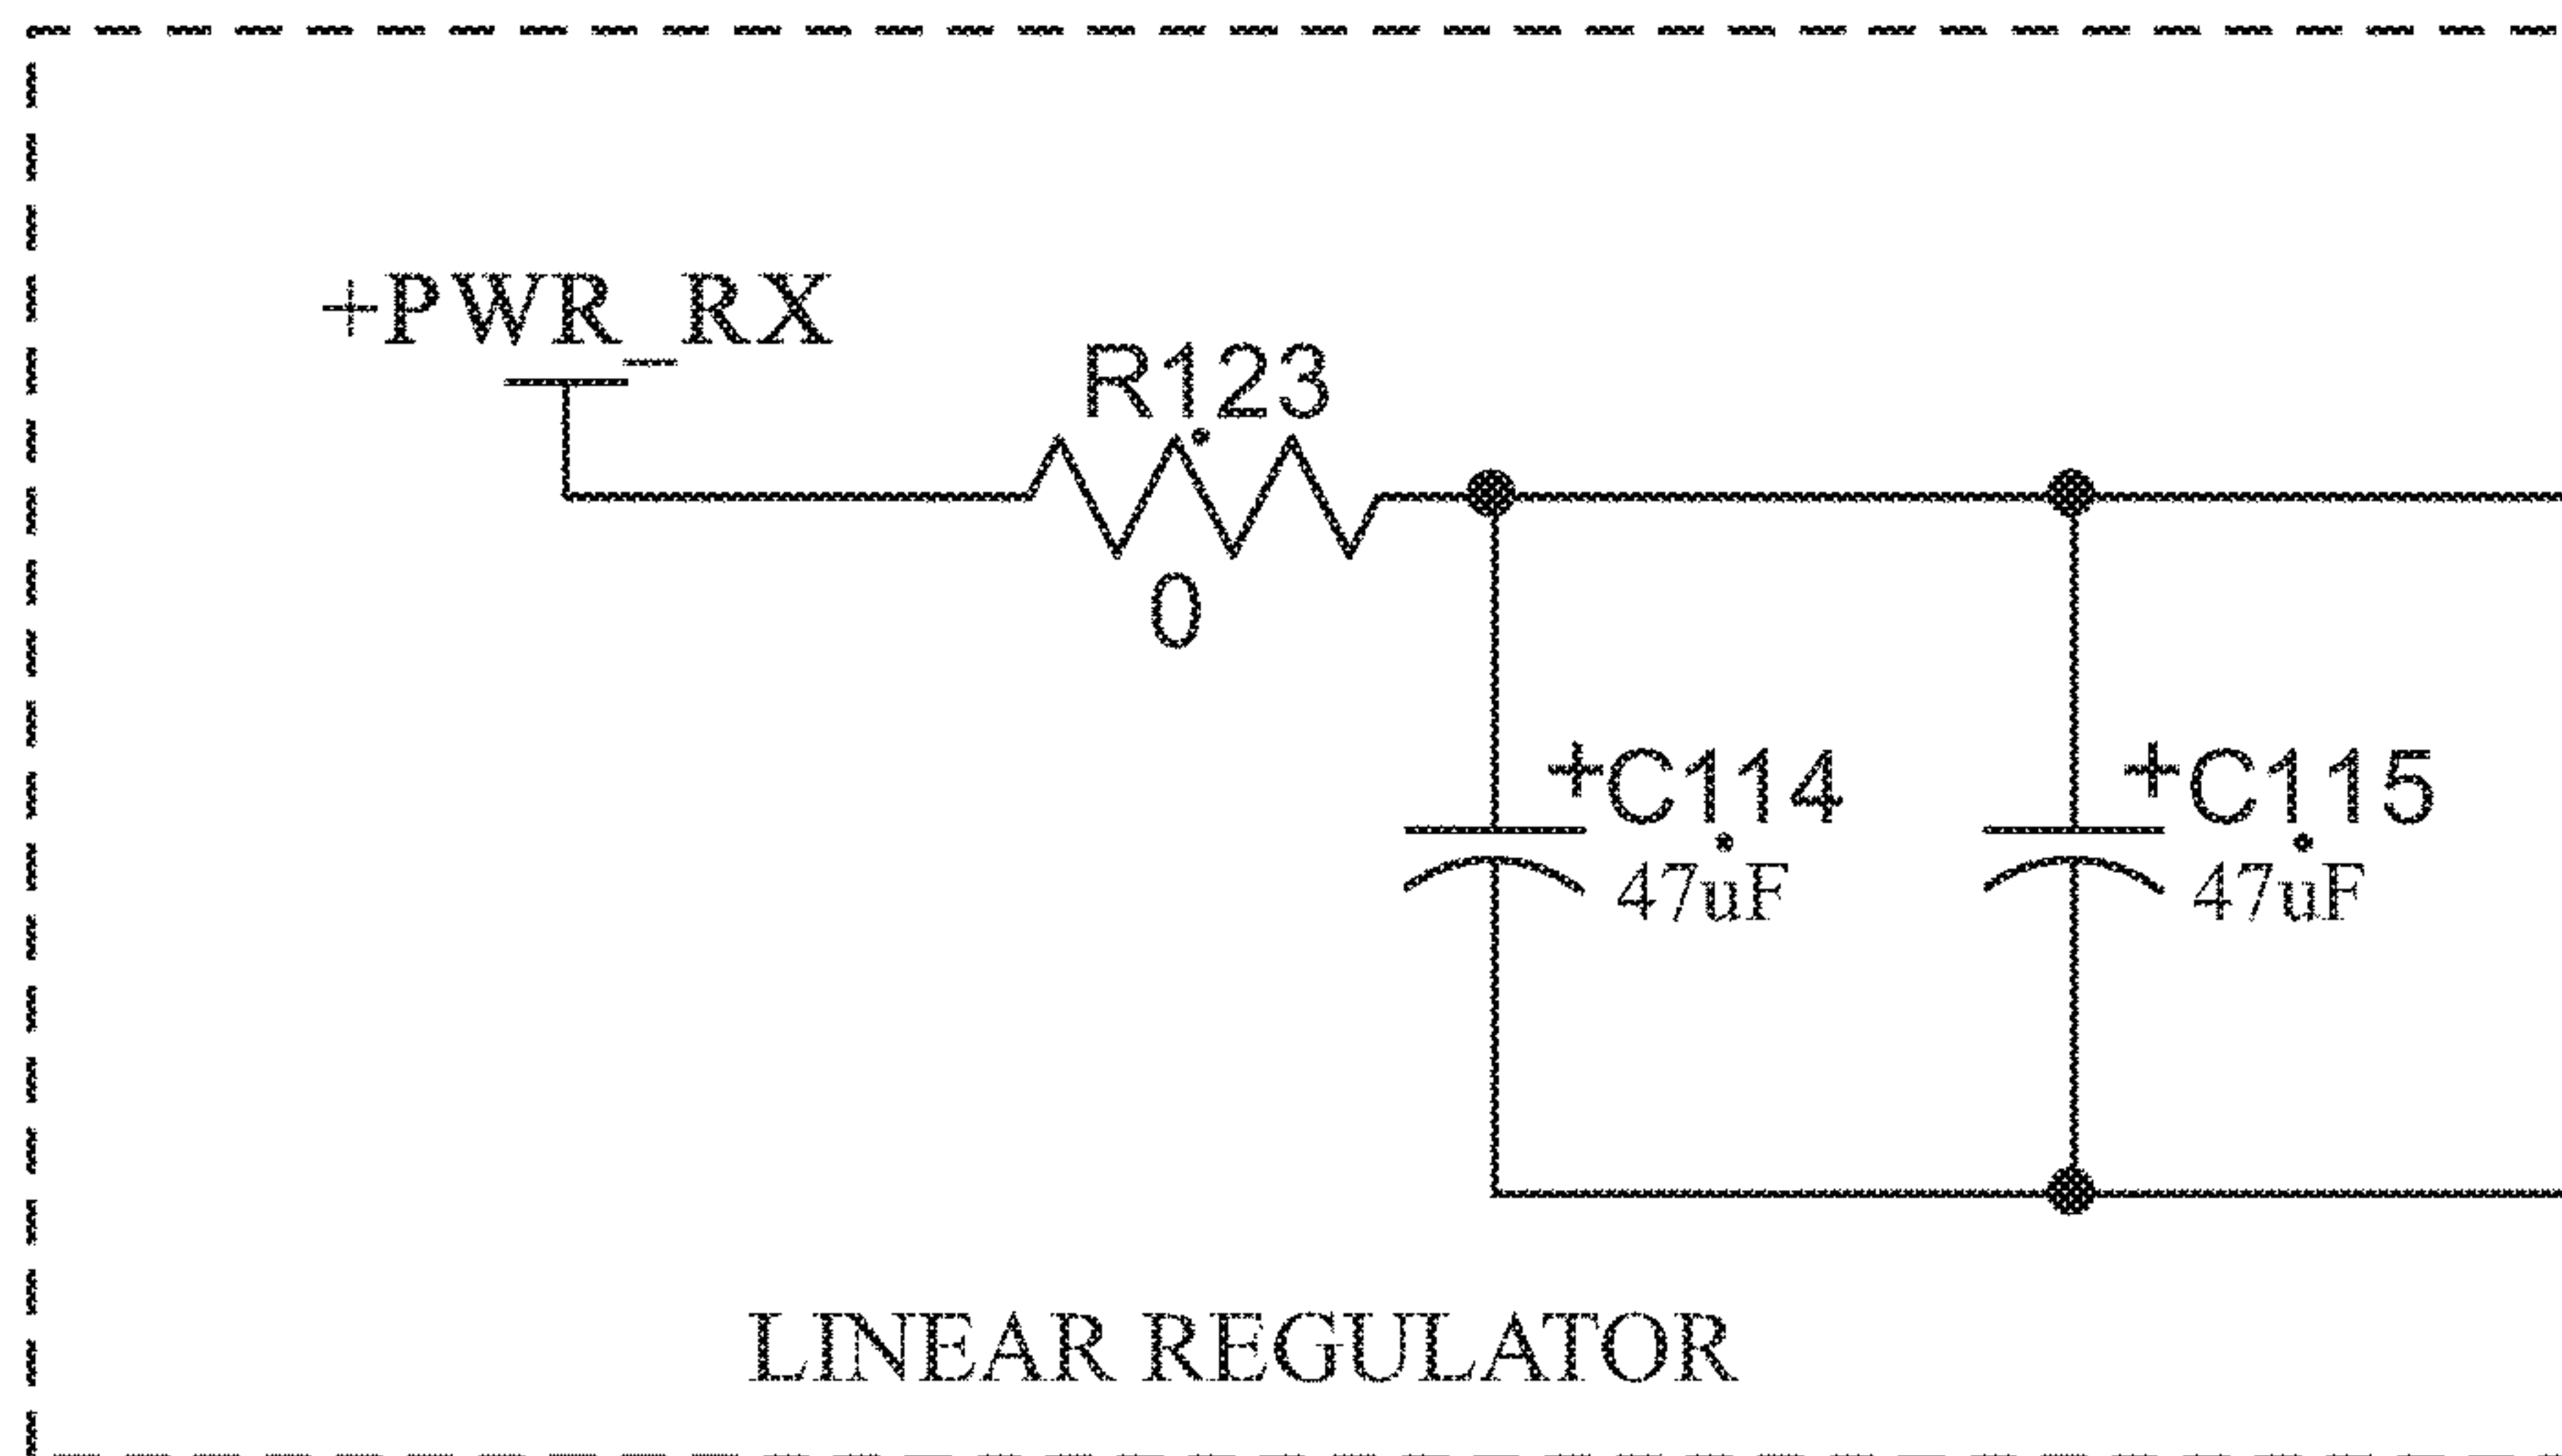 +PWR_RX
R123
0
+C114
47uF
+C115
47uF
LINEAR REGULATOR